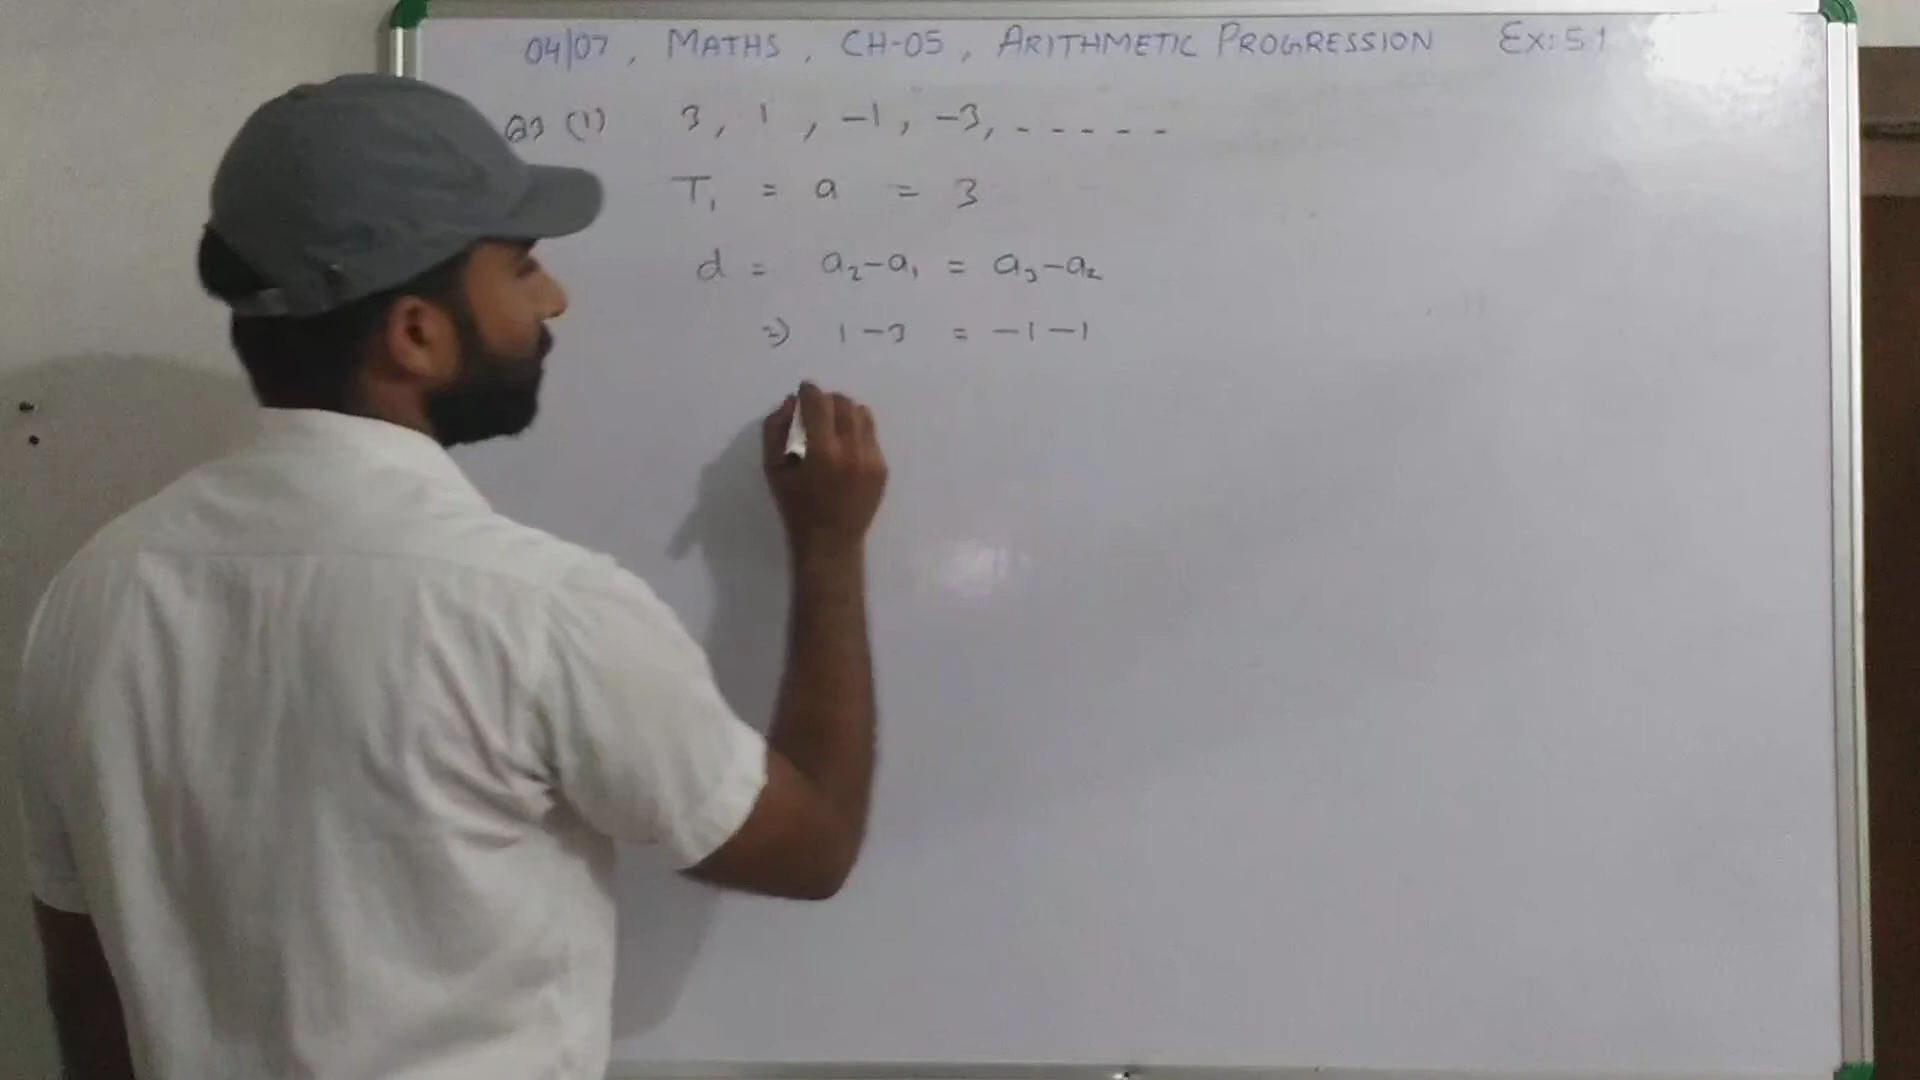 04/07, MATHS, CH-05, ARITHMETIC PROGRESSION Ex:5.1
Q3 (1) 3, 1, -1, -3, - - - - -
T₁ = a = 3
d = a₂-a₁ = a₃-a₂
⇒ 1-3 = -1-1